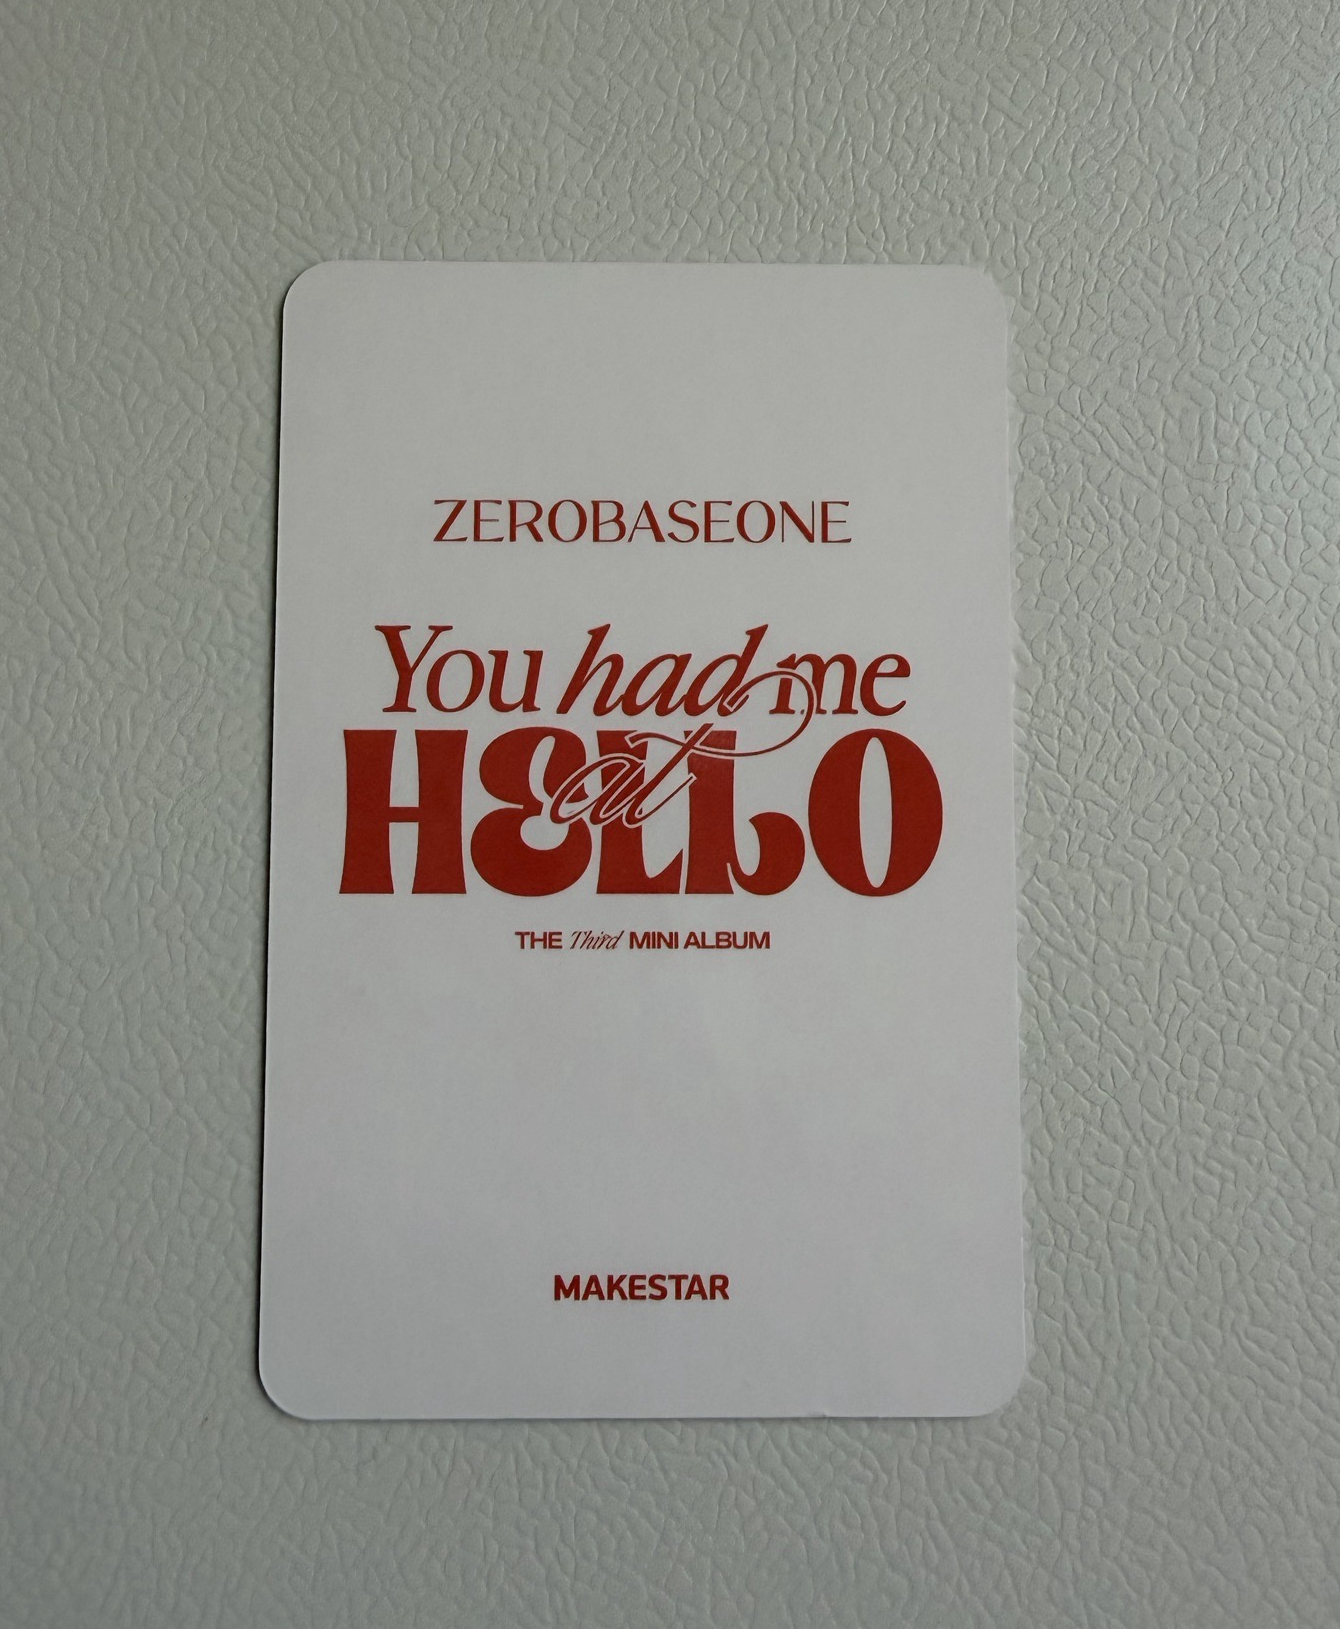 ZEROBASEONE
You had me
at
HELLO
THE Third MINI ALBUM
MAKESTAR